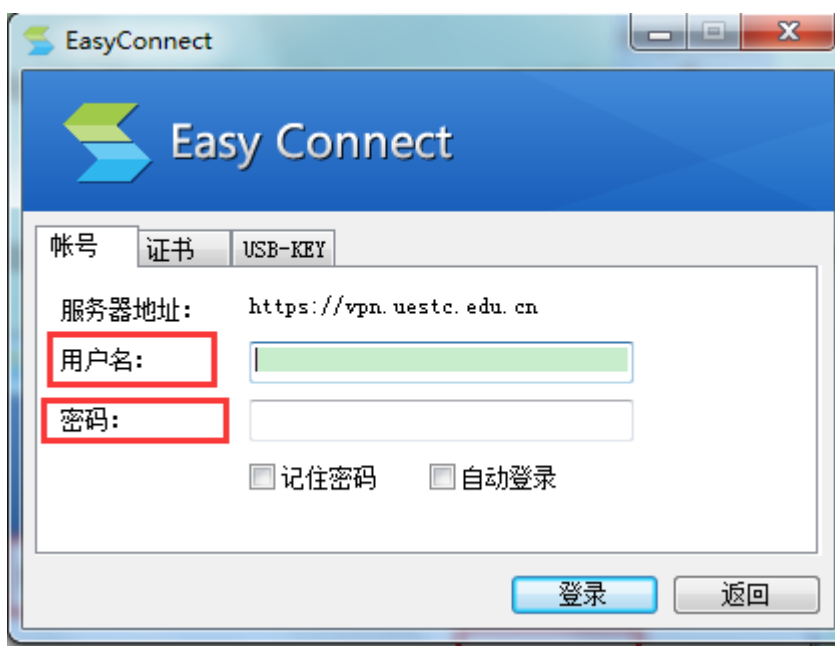 EasyConnect
Easy Connect
帐号 证书 USB-KEY
服务器地址: https://vpn.uestc.edu.cn
用户名:
密码:
记住密码 自动登录
登录 返回